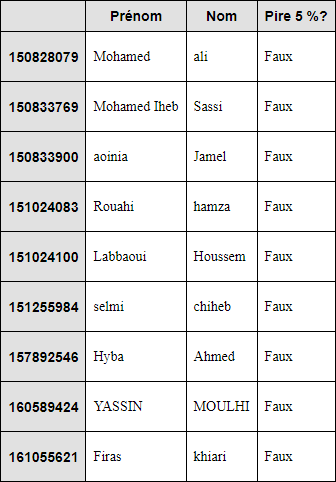 Prénom Nom Pire 5 %?
150828079 Mohamed ali Faux
150833769 Mohamed Iheb Sassi Faux
150833900 aoinia Jamel Faux
151024083 Rouahi hamza Faux
151024100 Labbaoui Houssem Faux
151255984 selmi chiheb Faux
157892546 Hyba Ahmed Faux
160589424 YASSIN MOULHI Faux
161055621 Firas khiari Faux